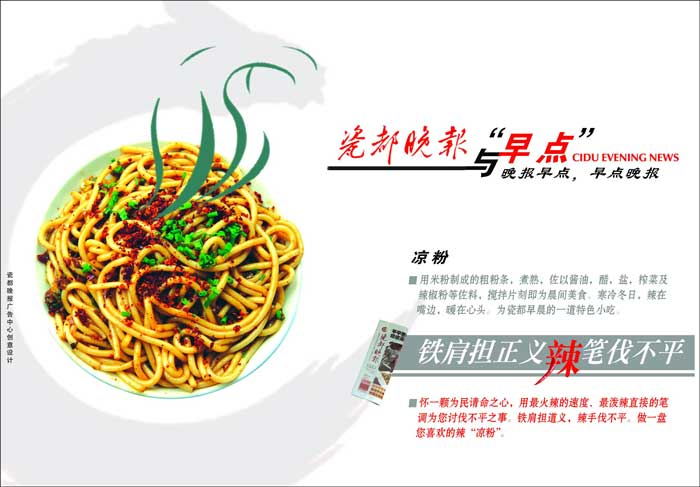 瓷都晚報
与
“早点”
CIDU EVENING NEWS
晚报早点，早点晚报
凉粉
用米粉制成的粗粉条，煮熟，佐以酱油，醋，盐，榨菜及
辣椒粉等佐料，搅拌片刻即为晨间美食。寒冷冬日，辣在
嘴边，暖在心头。为瓷都早晨的一道特色小吃。
铁肩担正义辣笔伐不平
怀一颗为民请命之心，用最火辣的速度、最泼辣直接的笔
调为您讨伐不平之事。铁肩担道义，辣手伐不平。做一盘
您喜欢的辣“凉粉”。
瓷都晚报广告中心创意设计